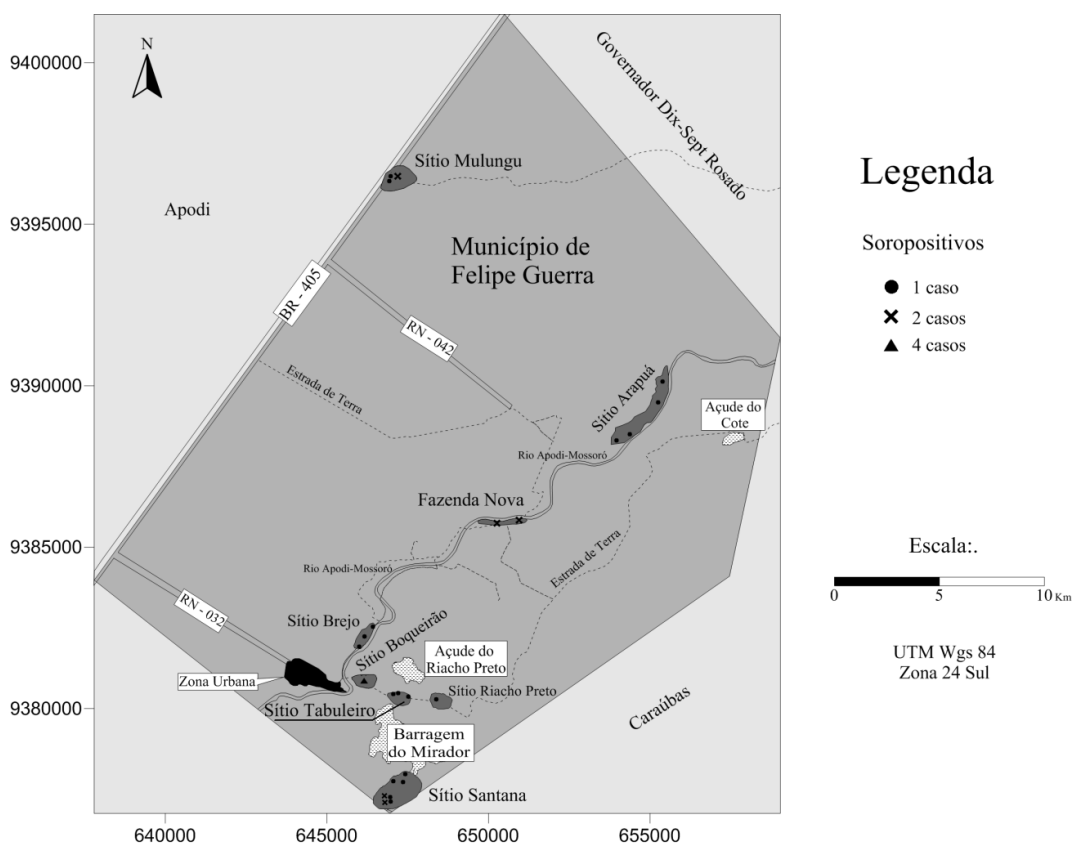 N
9400000
9395000
9390000
9385000
9380000
640000
645000
650000
655000
Governador Dix-Sept Rosado
Sítio Mulungu
Apodi
Município de
Felipe Guerra
BR - 405
RN - 042
Estrada de Terra
Sítio Arapuá
Açude do
Cote
Rio Apodi-Mossoró
Fazenda Nova
Estrada de Terra
Rio Apodi-Mossoró
RN - 032
Sítio Brejo
Sítio Boqueirão
Açude do
Riacho Preto
Zona Urbana
Sítio Riacho Preto
Sítio Tabuleiro
Caraúbas
Barragem
do Mirador
Sítio Santana
Legenda
Soropositivos
1 caso
2 casos
4 casos
Escala:.
0 5 10 Km
UTM Wgs 84
Zona 24 Sul